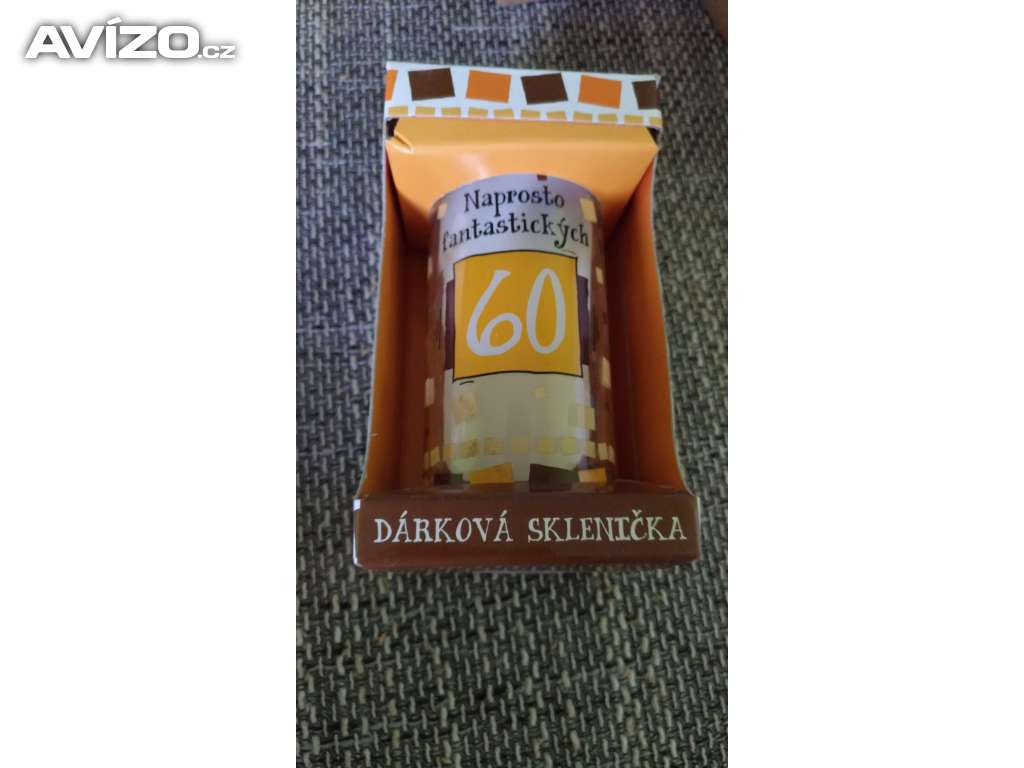 AVÍZO.cz
Naprosto
fantastických
60
DÁRKOVÁ SKLENIČKA